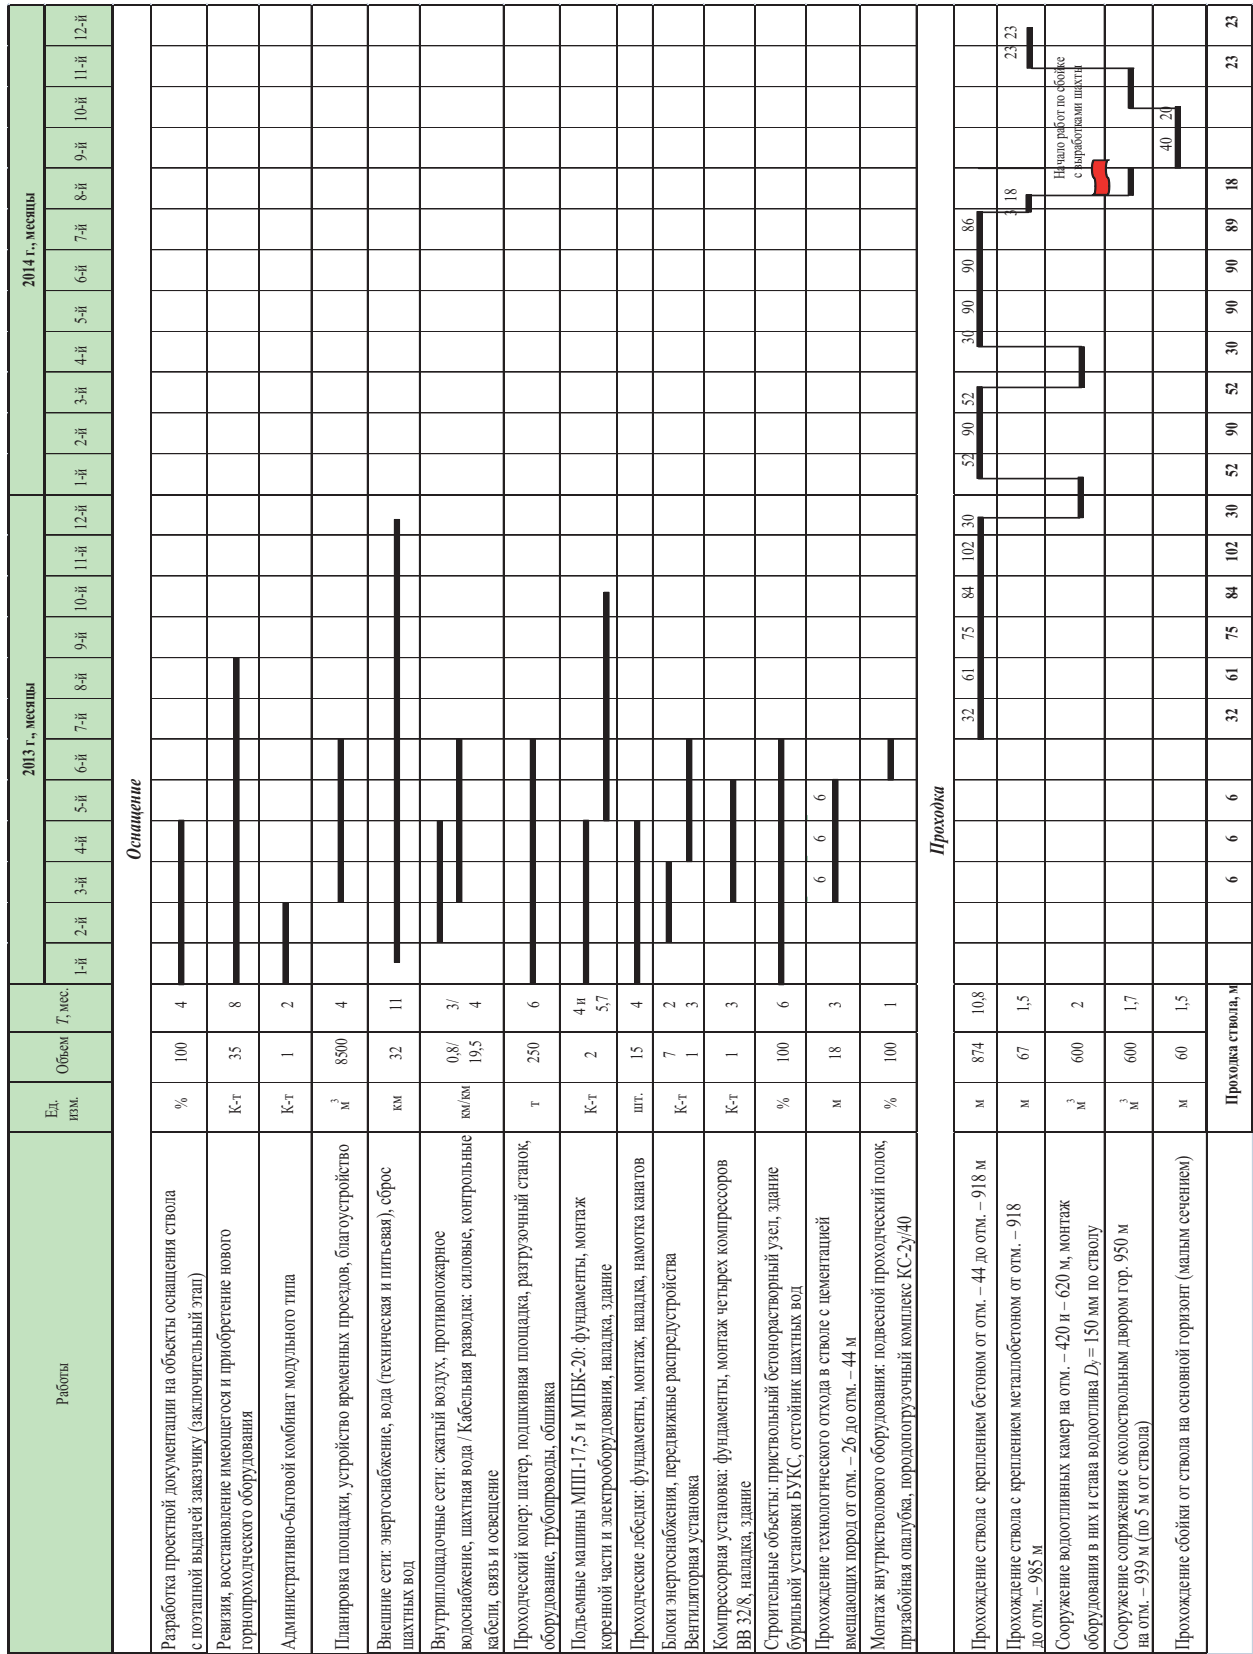 Работы
Ед. изм.
Объем
T, мес.
2013 г., месяцы
2014 г., месяцы
1-й 2-й 3-й 4-й 5-й 6-й 7-й 8-й 9-й 10-й 11-й 12-й 1-й 2-й 3-й 4-й 5-й 6-й 7-й 8-й 9-й 10-й 11-й 12-й
Оснащение
Разработка проектной документации на объекты оснащения ствола
с поэтапной выдачей заказчику (заключительный этап)
% 100 4
Ревизия, восстановление имеющегося и приобретение нового
горнопроходческого оборудования
К-т 35 8
Административно-бытовой комбинат модульного типа
К-т 1 2
Планировка площадки, устройство временных проездов, благоустройство
м³ 8500 4
Внешние сети: энергоснабжение, вода (техническая и питьевая), сброс
шахтных вод
км 32 11
Внутриплощадочные сети: сжатый воздух, противопожарное
водоснабжение, шахтная вода / Кабельная разводка: силовые, контрольные
кабели, связь и освещение
км/км 0,8/ 3/
19,5 4
Проходческий копер: шатер, подшкивная площадка, разгрузочный станок,
оборудование, трубопроводы, обшивка
т 250 6
Подъемные машины МПП-17,5 и МПБК-20: фундаменты, монтаж
коренной части и электрооборудования, наладка, здание
К-т 2 4 и
5,7
Проходческие лебедки: фундаменты, монтаж, наладка, намотка канатов
шт. 15 4
Блоки энергоснабжения, передвижные распредустройства
Вентиляторная установка
К-т 7 2
1 3
Компрессорная установка: фундаменты, монтаж четырех компрессоров
ВВ 32/8, наладка, здание
К-т 1 3
Строительные объекты: приствольный бетонорастворный узел, здание
бурильной установки БУКС, отстойник шахтных вод
% 100 6
Прохождение технологического отхода в стволе с цементацией
вмещающих пород от отм. – 26 до отм. – 44 м
м 18 3 6 6 6
Монтаж внутристволового оборудования: подвесной проходческий полок,
призабойная опалубка, породопогрузочный комплекс КС-2у/40
% 100 1
Проходка
Прохождение ствола с креплением бетоном от отм. – 44 до отм. – 918 м
м 874 10,8 32 61 75 84 102 30 52 90 52 30 90 90 86
Прохождение ствола с креплением металлобетоном от отм. – 918
до отм. – 985 м
м 67 1,5 3 18 23 23
Сооружение водоотливных камер на отм. – 420 и – 620 м, монтаж
оборудования в них и става водоотлива Dу = 150 мм по стволу
м³ 600 2
Начало работ по сбойке
с выработками шахты
Сооружение сопряжения с околоствольным двором гор. 950 м
на отм. – 939 м (по 5 м от ствола)
м³ 600 1,7
Прохождение сбойки от ствола на основной горизонт (малым сечением)
м 60 1,5 40 20
Проходка ствола, м
6 6 6 32 61 75 84 102 30 52 90 52 30 90 90 89 18 23 23